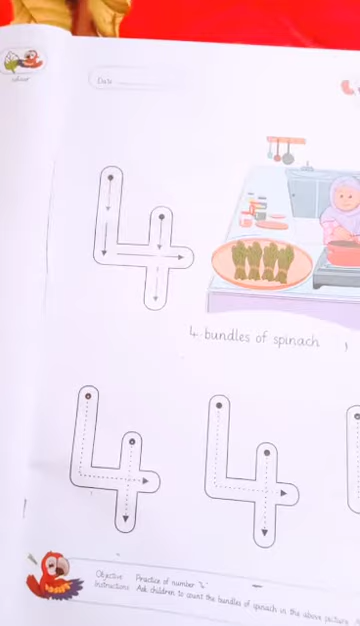 Date
4 bundles of spinach
Objective Practice of number '4'
Instructions Ask children to count the bundles of spinach in the above picture